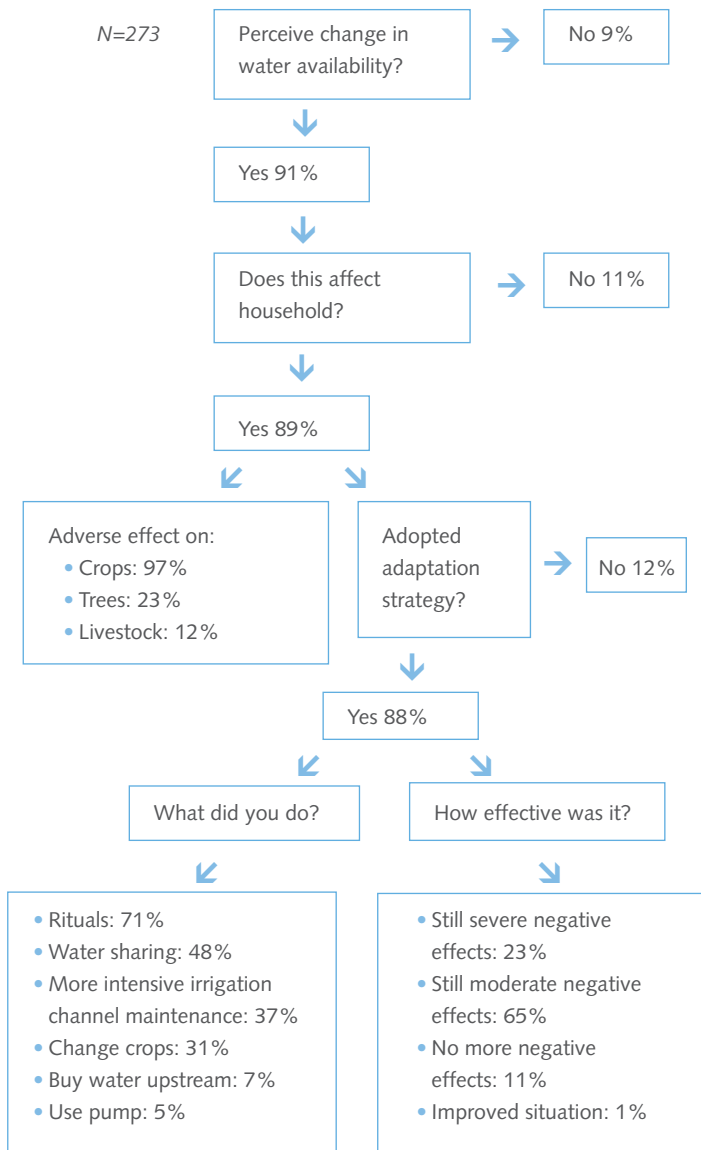 N=273
Perceive change in
water availability?
No 9%
Yes 91%
Does this affect
household?
No 11%
Yes 89%
Adverse effect on:
• Crops: 97%
• Trees: 23%
• Livestock: 12%
Adopted
adaptation
strategy?
No 12%
Yes 88%
What did you do?
How effective was it?
• Rituals: 71%
• Water sharing: 48%
• More intensive irrigation
channel maintenance: 37%
• Change crops: 31%
• Buy water upstream: 7%
• Use pump: 5%
• Still severe negative
effects: 23%
• Still moderate negative
effects: 65%
• No more negative
effects: 11%
• Improved situation: 1%